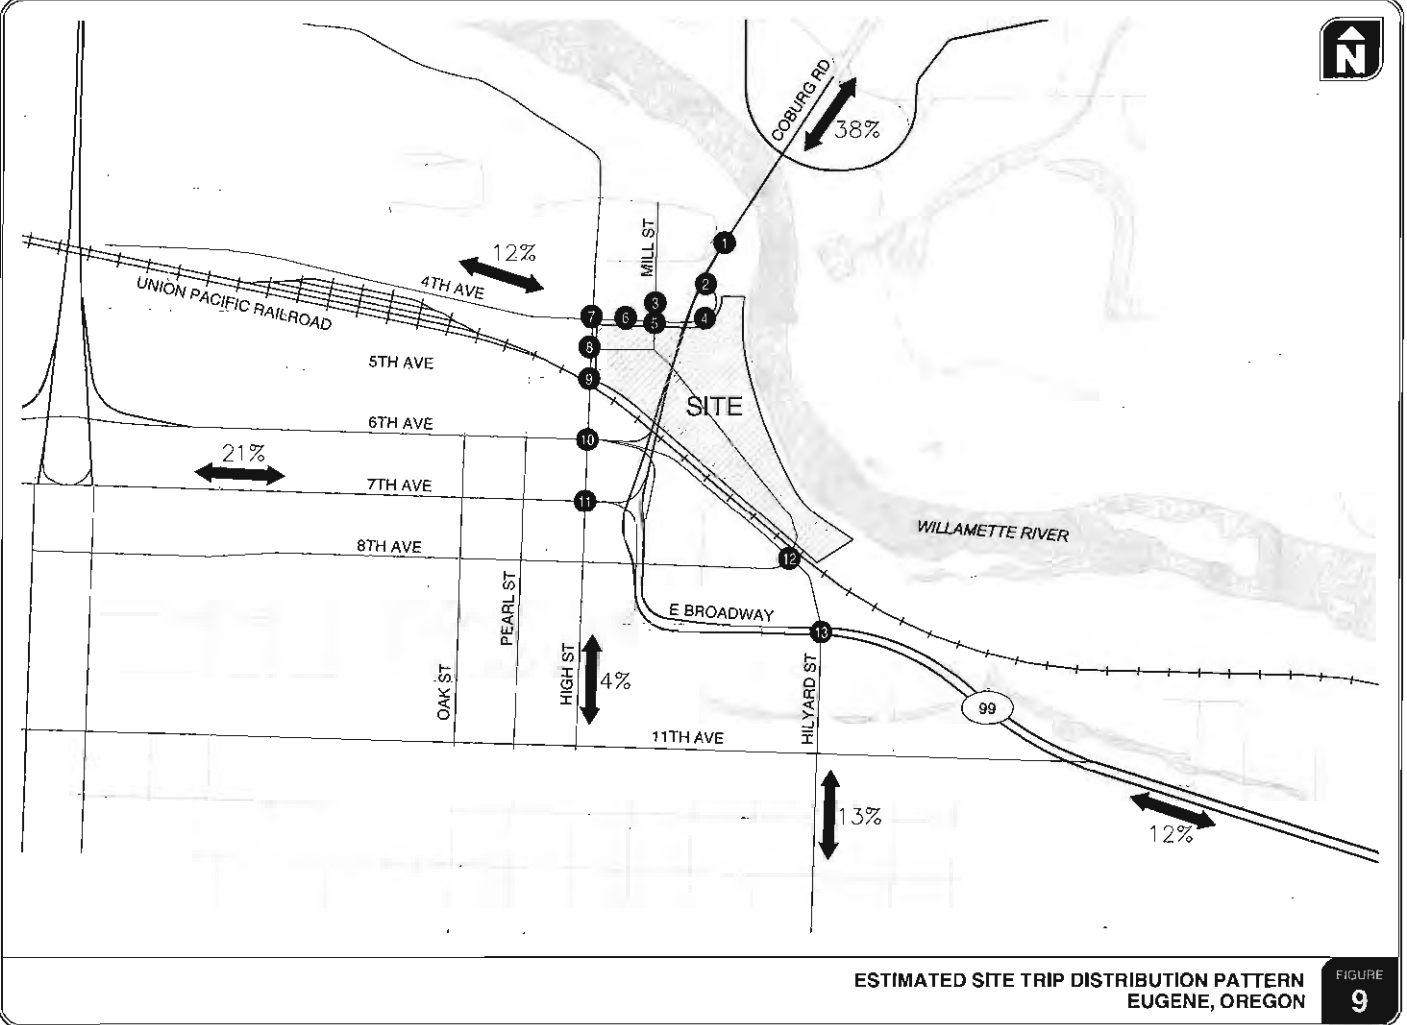 N
COBURG RD
38%
MILL ST
1
12%
2
4TH AVE
UNION PACIFIC RAILROAD
3
7
6
5
4
8
5TH AVE
9
SITE
6TH AVE
10
21%
7TH AVE
11
WILLAMETTE RIVER
8TH AVE
12
PEARL ST
E BROADWAY
13
OAK ST
HIGH ST
4%
HILYARD ST
99
11TH AVE
13%
12%
ESTIMATED SITE TRIP DISTRIBUTION PATTERN
EUGENE, OREGON
FIGURE
9